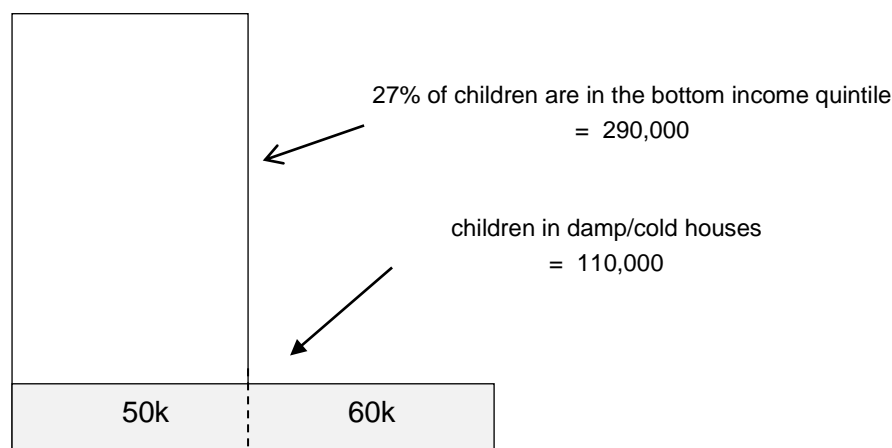 27% of children are in the bottom income quintile
= 290,000
children in damp/cold houses
= 110,000
50k
60k